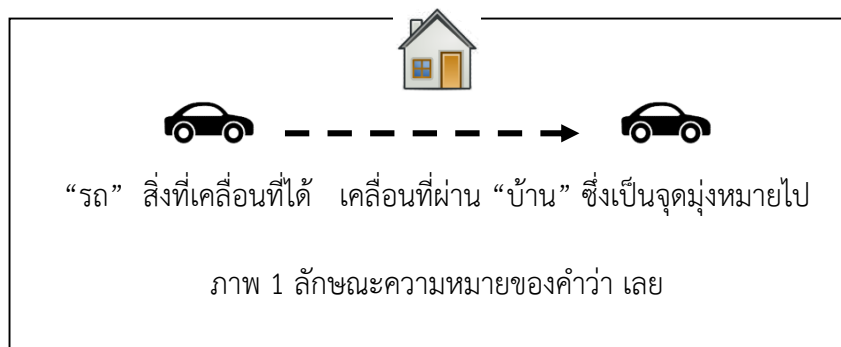 “รถ” สิ่งที่เคลื่อนที่ได้ เคลื่อนที่ผ่าน “บ้าน” ซึ่งเป็นจุดมุ่งหมายไป
ภาพ 1 ลักษณะความหมายของคำว่า เลย